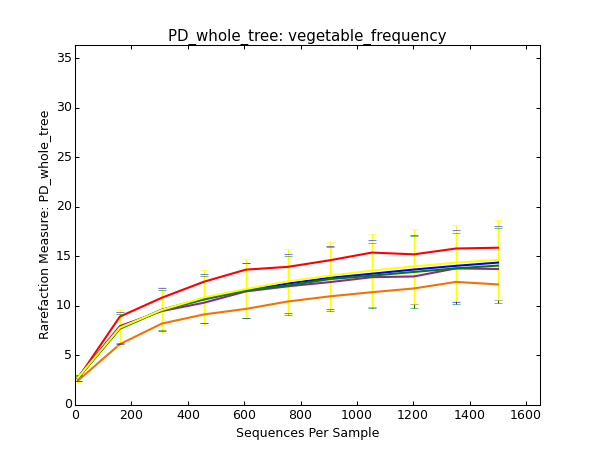 PD_whole_tree: vegetable_frequency
Rarefaction Measure: PD_whole_tree
35
30
25
20
15
10
5
0
0 200 400 600 800 1000 1200 1400 1600
Sequences Per Sample